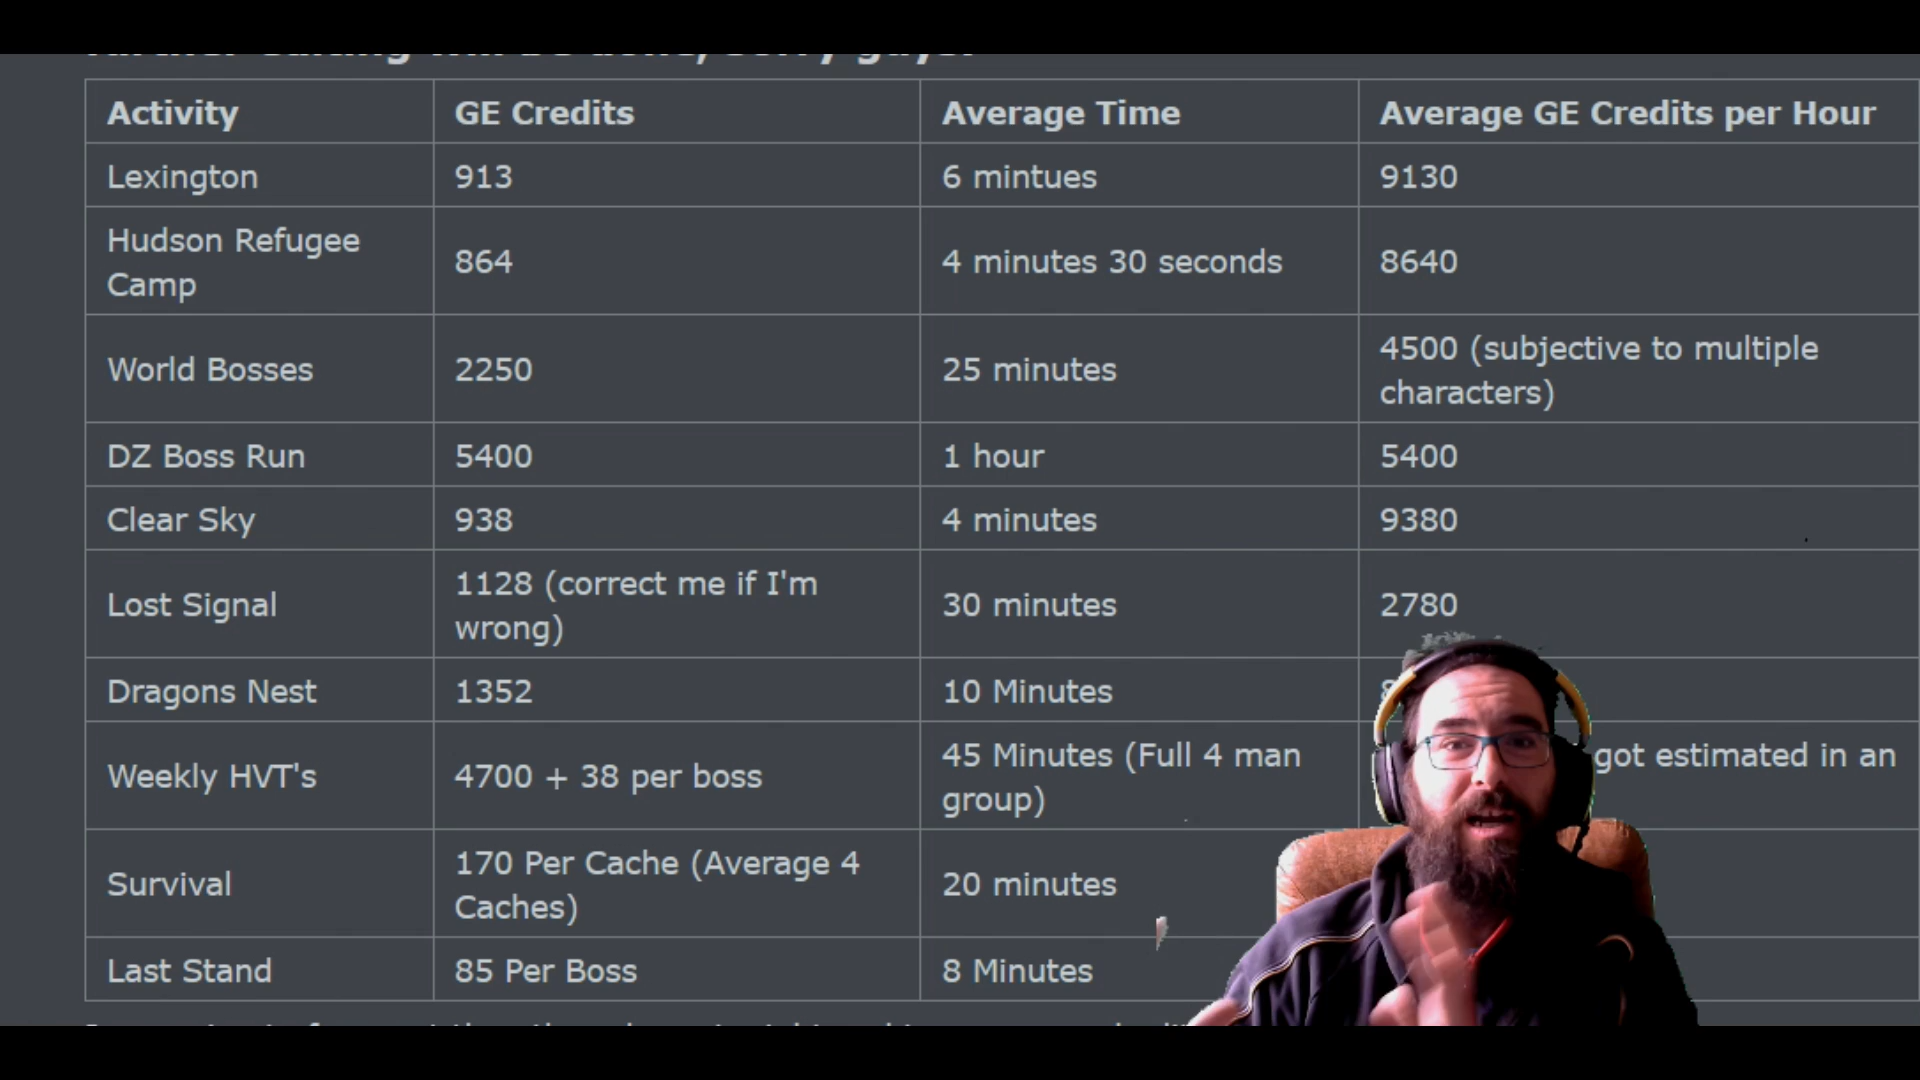 Activity GE Credits Average Time Average GE Credits per Hour
Lexington 913 6 mintues 9130
Hudson Refugee
Camp 864 4 minutes 30 seconds 8640
World Bosses 2250 25 minutes 4500 (subjective to multiple
characters)
DZ Boss Run 5400 1 hour 5400
Clear Sky 938 4 minutes 9380
Lost Signal 1128 (correct me if I'm
wrong) 30 minutes 2780
Dragons Nest 1352 10 Minutes
Weekly HVT's 4700 + 38 per boss 45 Minutes (Full 4 man
group) got estimated in an
Survival 170 Per Cache (Average 4
Caches) 20 minutes
Last Stand 85 Per Boss 8 Minutes